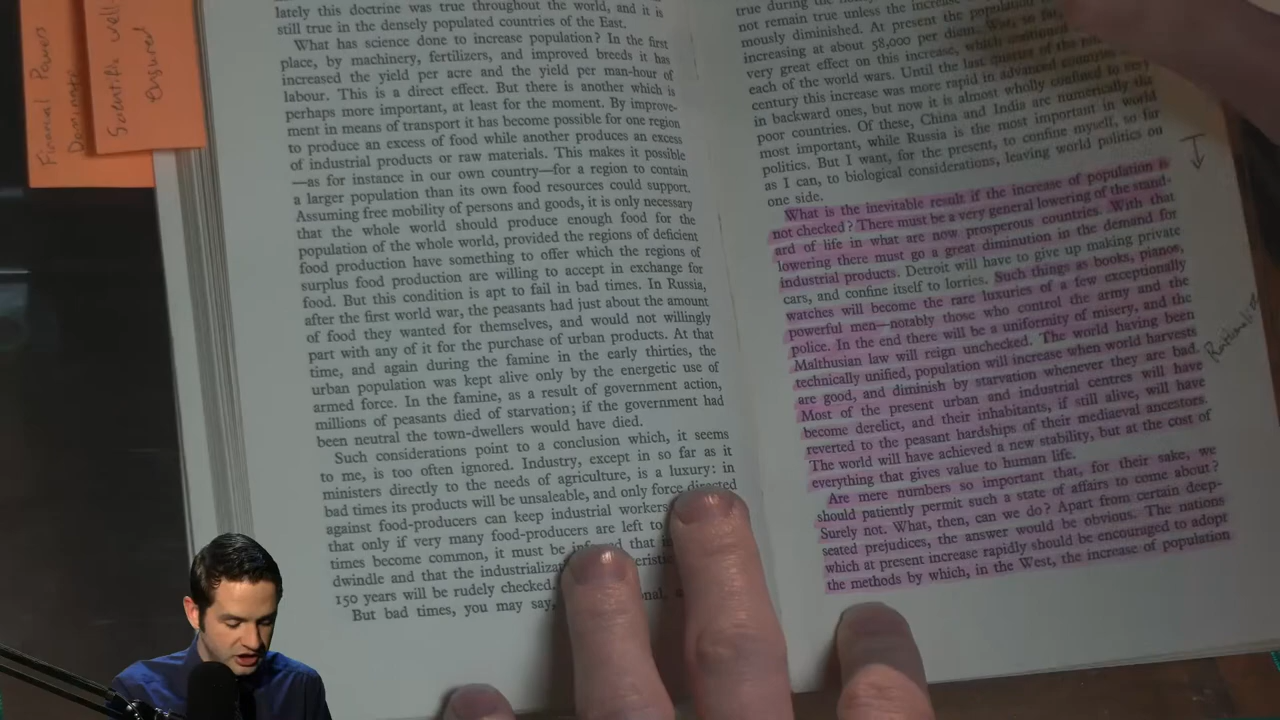 Financial Powers
Dominate
Scientific well
Answered
lately this doctrine was true throughout the world, and it is
still true in the densely populated countries of the East.
What has science done to increase population? In the first
place, by machinery, fertilizers, and improved breeds it has
increased the yield per acre and the yield per man-hour of
labour. This is a direct effect. But there is another which is
perhaps more important, at least for the moment. By improve-
ment in means of transport it has become possible for one region
to produce an excess of food while another produces an excess
of industrial products or raw materials. This makes it possible
—as for instance in our own country—for a region to contain
a larger population than its own food resources could support.
Assuming free mobility of persons and goods, it is only necessary
that the whole world should produce enough food for the
population of the whole world, provided the regions of deficient
food production have something to offer which the regions of
surplus food production are willing to accept in exchange for
food. But this condition is apt to fail in bad times. In Russia,
after the first world war, the peasants had just about the amount
of food they wanted for themselves, and would not willingly
part with any of it for the purchase of urban products. At that
time, and again during the famine in the early thirties, the
urban population was kept alive only by the energetic use of
armed force. In the famine, as a result of government action,
millions of peasants died of starvation; if the government had
been neutral the town-dwellers would have died.
Such considerations point to a conclusion which, it seems
to me, is too often ignored. Industry, except in so far as it
ministers directly to the needs of agriculture, is a luxury: in
bad times its products will be unsaleable, and only force directed
against food-producers can keep industrial workers
that only if very many food-producers are left to
times become common, it must be inferred that
dwindle and that the
150 years will be rudely checked.
But bad times, you may say,
true during the
not remain true unless the increase
mously diminished. At present the population
increasing at about 58,000 per diem. War, so far,
very great effect on this increase, which continued
each of the world wars. Until the last quarter of the
century this increase was more rapid in advanced countries
in backward ones, but now it is almost wholly confined to very
poor countries. Of these, China and India are numerically the
most important, while Russia is the most important in world
politics. But I want, for the present, to confine myself, so far
as I can, to biological considerations, leaving world politics on
one side.
What is the inevitable result if the increase of population is
not checked? There must be a very general lowering of the stand-
ard of life in what are now prosperous countries. With that
lowering there must go a great diminution in the demand for
industrial products. Detroit will have to give up making private
cars, and confine itself to lorries. Such things as books, pianos,
watches will become the rare luxuries of a few exceptionally
powerful men—notably those who control the army and the
police. In the end there will be a uniformity of misery, and the
Malthusian law will reign unchecked. The world having been
technically unified, population will increase when world harvests
are good, and diminish by starvation whenever they are bad.
Most of the present urban and industrial centres will have
become derelict, and their inhabitants, if still alive, will have
reverted to the peasant hardships of their mediaeval ancestors.
The world will have achieved a new stability, but at the cost of
everything that gives value to human life.
Are mere numbers so important that, for their sake, we
should patiently permit such a state of affairs to come about?
Surely not. What, then, can we do? Apart from certain deep-
seated prejudices, the answer would be obvious. The nations
which at present increase rapidly should be encouraged to adopt
the methods by which, in the West, the increase of population